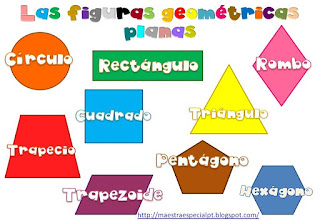 Las figuras geométricas
planas
Círculo
Rectángulo
Rombo
Cuadrado
Triángulo
Trapecio
Pentágono
Trapezoide
Hexágono
http://maestraespecialpt.blogspot.com/